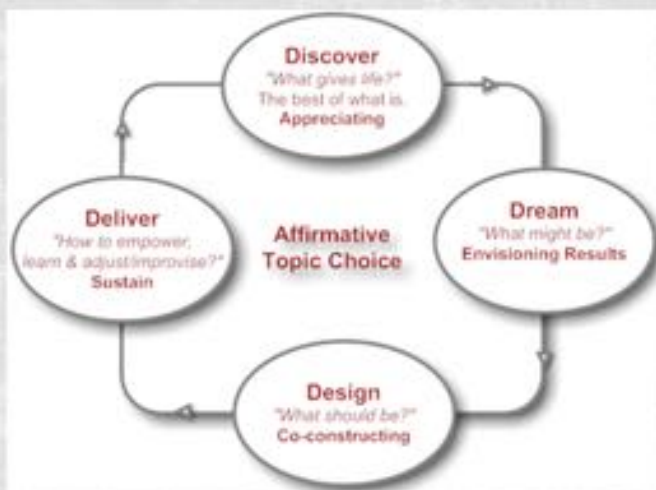 Discover
"What gives life?"
The best of what is.
Appreciating
Dream
"What might be?"
Envisioning Results
Affirmative
Topic Choice
Deliver
"How to empower,
learn & adjust/improvise?"
Sustain
Design
"What should be?"
Co-constructing